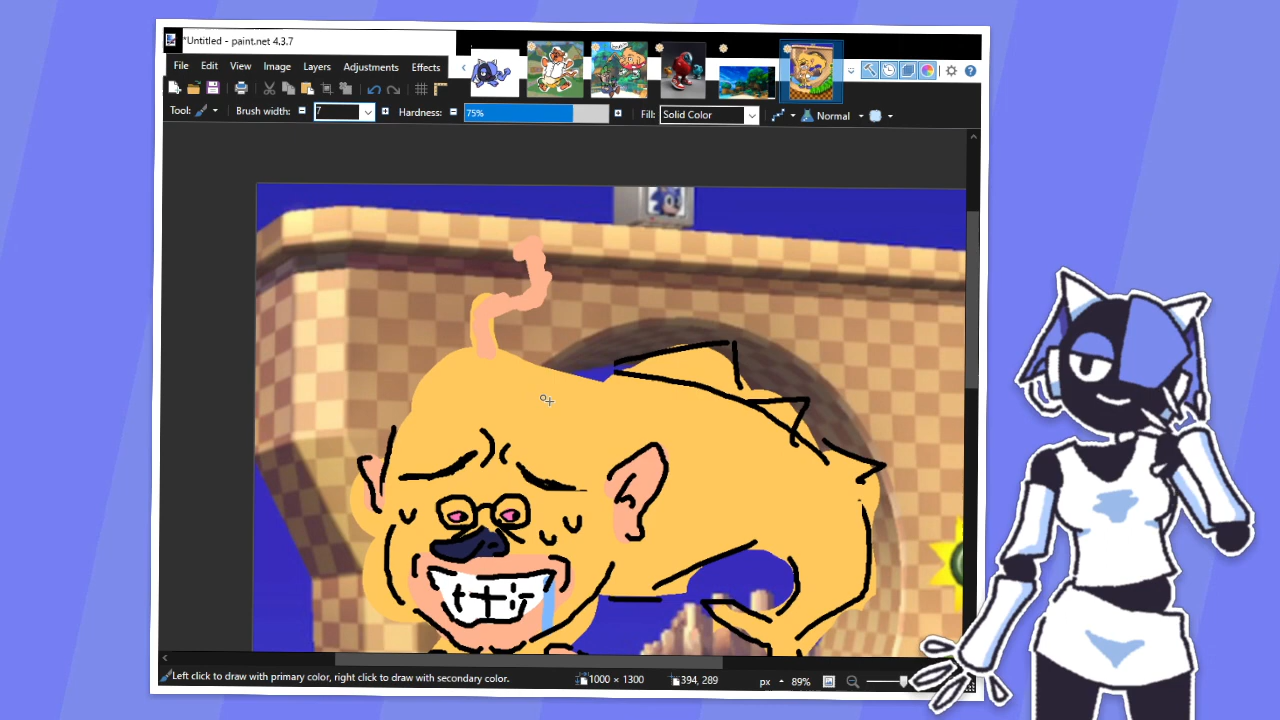 *Untitled - paint.net 4.3.7
File Edit View Image Layers Adjustments Effects
Tool: Brush width: 7 Hardness: 75% Fill: Solid Color Normal
Left click to draw with primary color, right click to draw with secondary color. 1000 × 1300 394, 289 px 89%